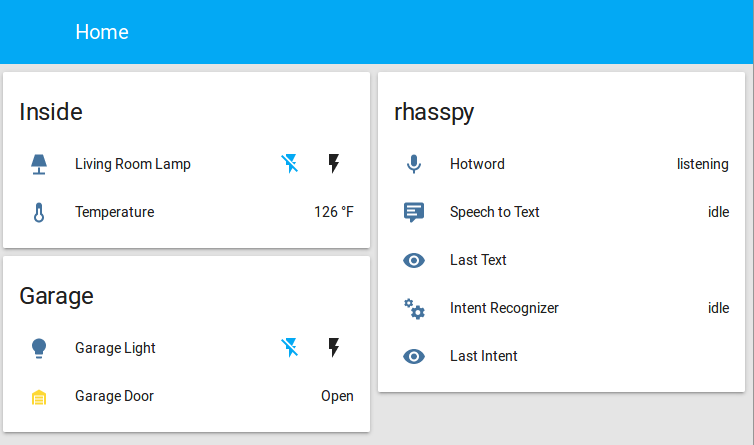 Home
Inside
Living Room Lamp
Temperature 126 °F
Garage
Garage Light
Garage Door Open
rhasspy
Hotword listening
Speech to Text idle
Last Text
Intent Recognizer idle
Last Intent